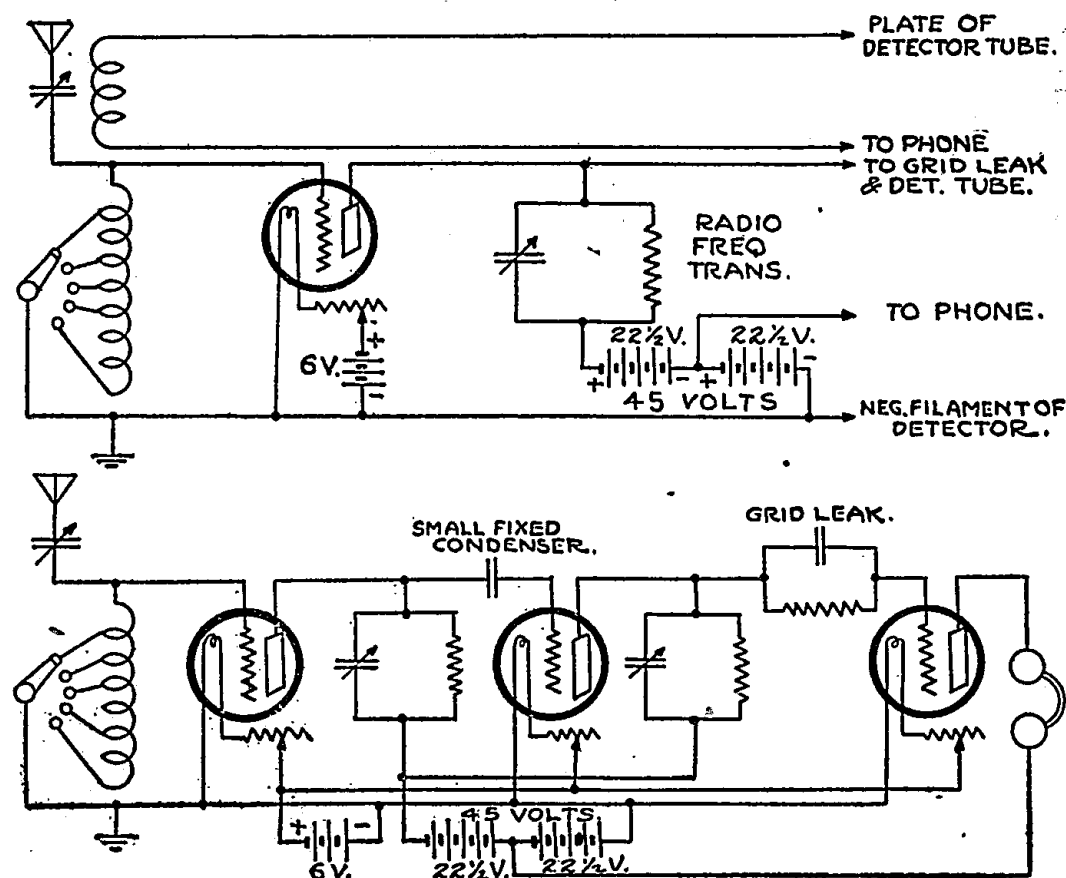 PLATE OF
DETECTOR TUBE.
TO PHONE
TO GRID LEAK
& DET. TUBE.
RADIO
FREQ
TRANS.
TO PHONE.
22½V. 22½V.
+ - + -
45 VOLTS
6V.
+
-
NEG. FILAMENT OF
DETECTOR.
GRID LEAK.
SMALL FIXED
CONDENSER.
45 VOLTS
+ -
6V.
22½V. 22½V.